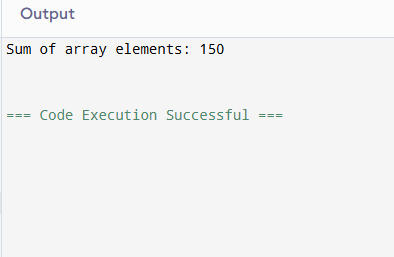 Output
Sum of array elements: 150
=== Code Execution Successful ===